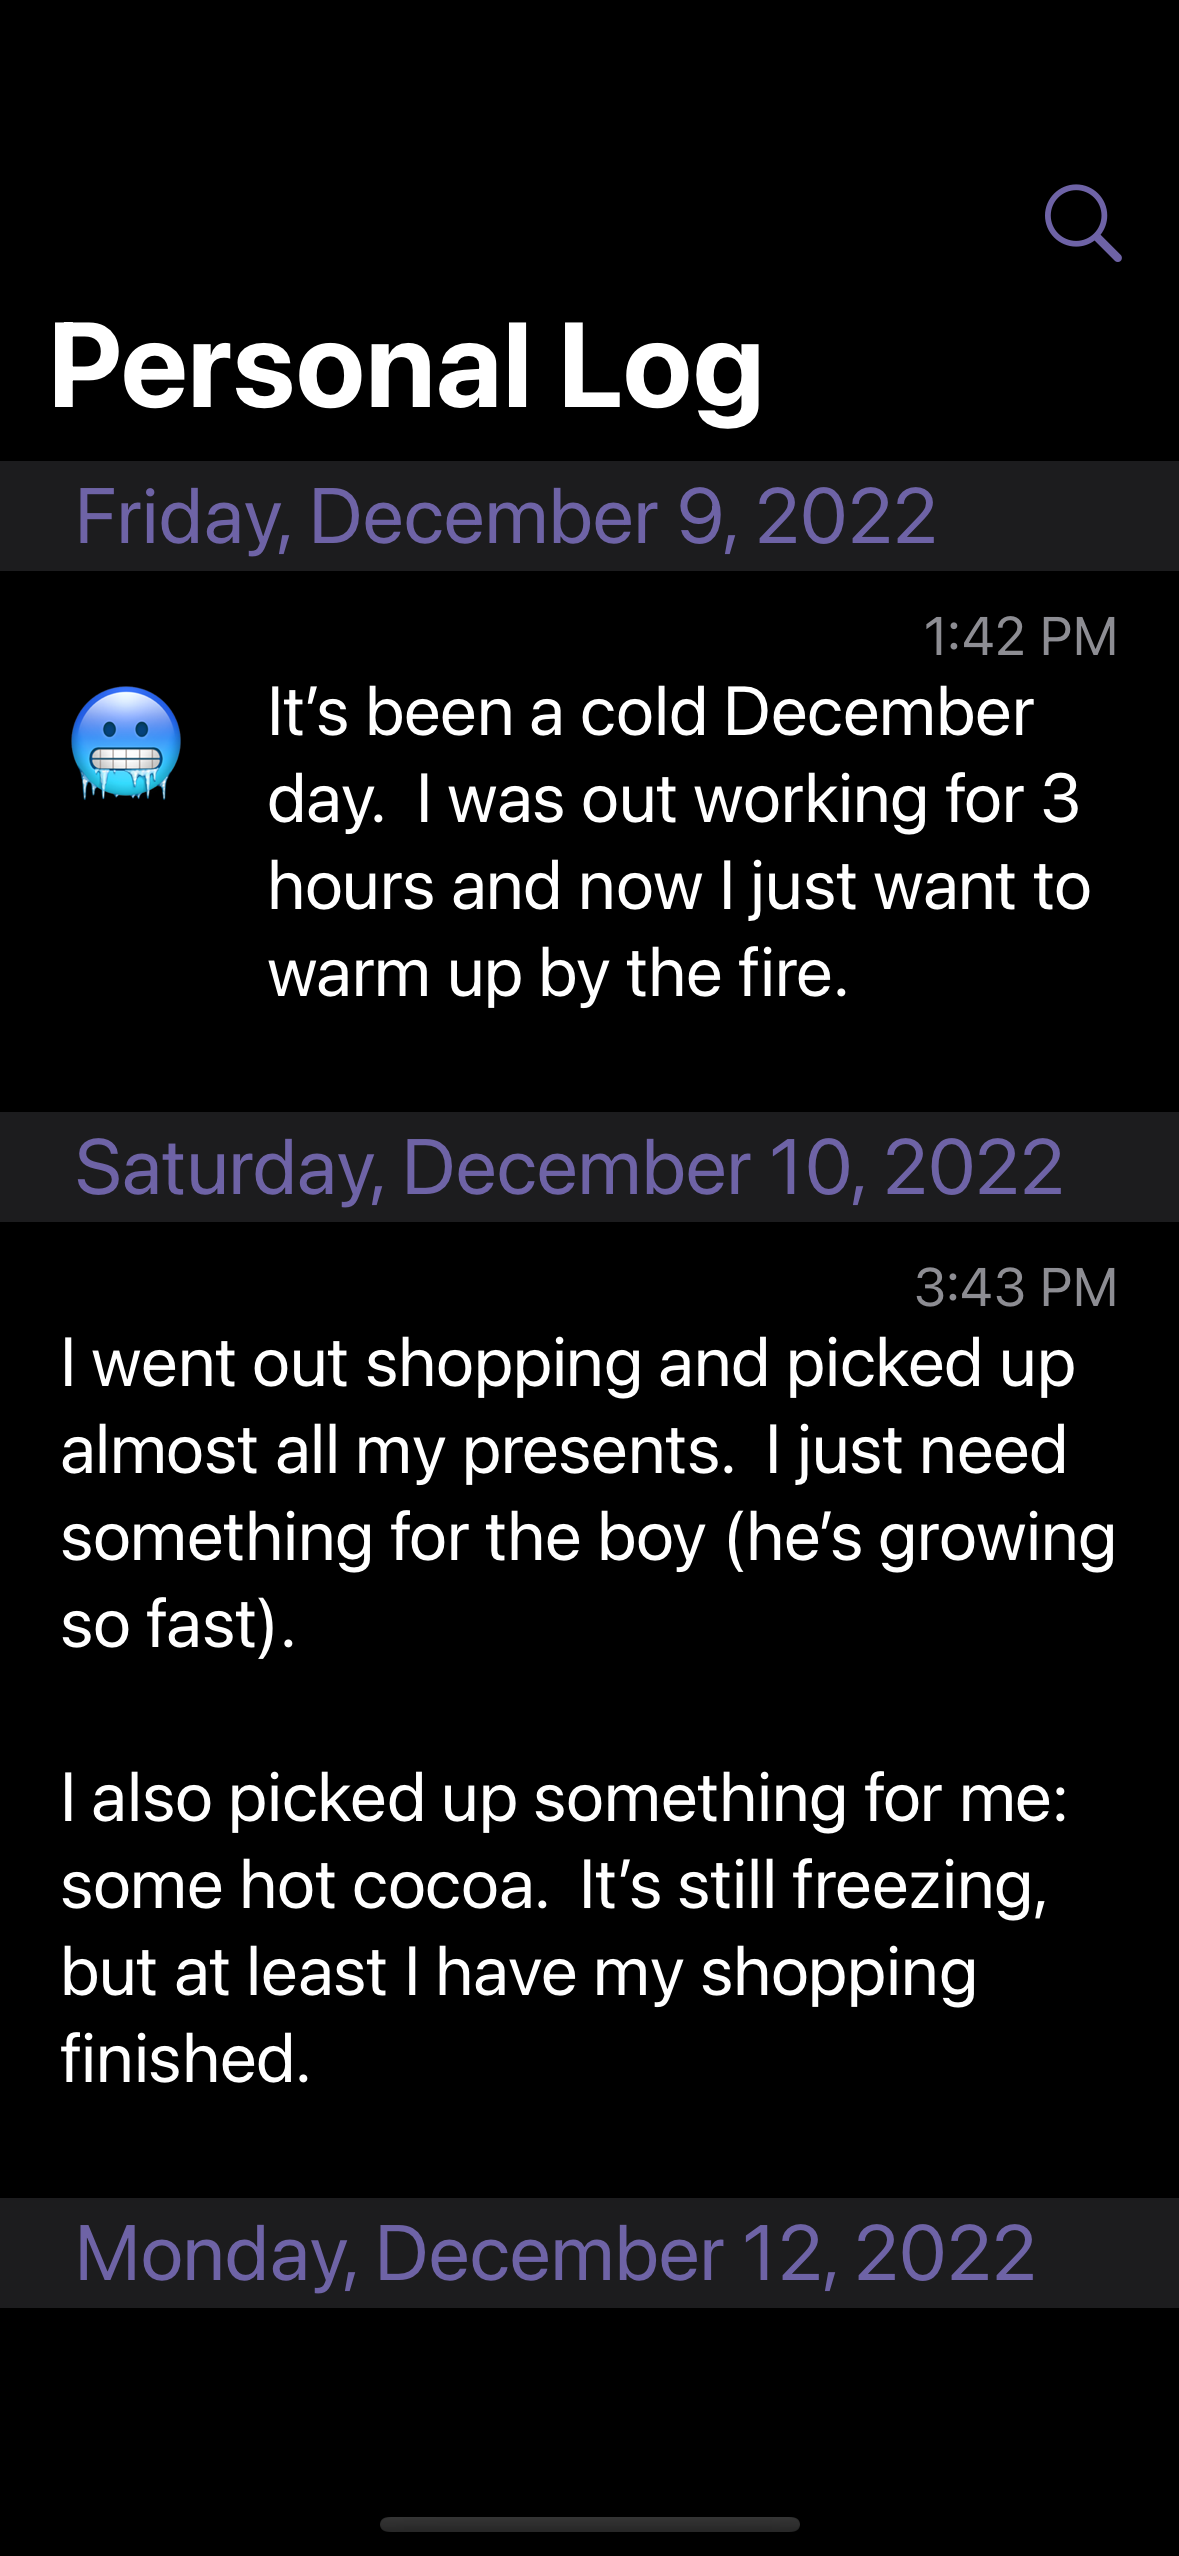 Personal Log
Friday, December 9, 2022
1:42 PM
It’s been a cold December
day.  I was out working for 3
hours and now I just want to
warm up by the fire.
Saturday, December 10, 2022
3:43 PM
I went out shopping and picked up
almost all my presents.  I just need
something for the boy (he’s growing
so fast).
I also picked up something for me:
some hot cocoa.  It’s still freezing,
but at least I have my shopping
finished.
Monday, December 12, 2022